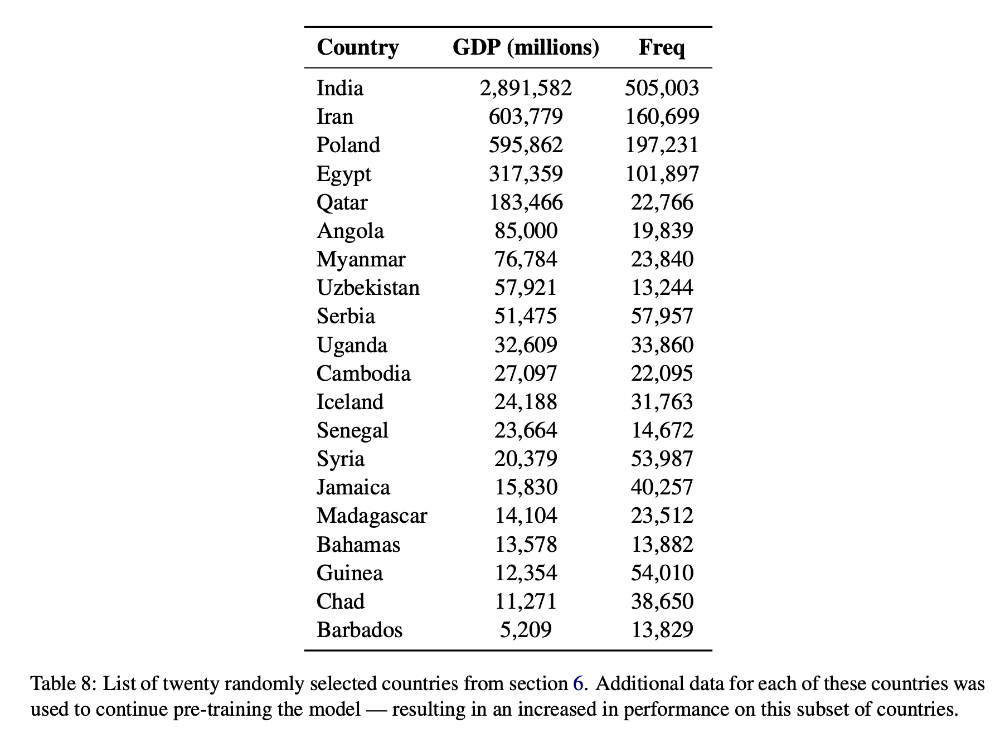 Country GDP (millions) Freq
India 2,891,582 505,003
Iran 603,779 160,699
Poland 595,862 197,231
Egypt 317,359 101,897
Qatar 183,466 22,766
Angola 85,000 19,839
Myanmar 76,784 23,840
Uzbekistan 57,921 13,244
Serbia 51,475 57,957
Uganda 32,609 33,860
Cambodia 27,097 22,095
Iceland 24,188 31,763
Senegal 23,664 14,672
Syria 20,379 53,987
Jamaica 15,830 40,257
Madagascar 14,104 23,512
Bahamas 13,578 13,882
Guinea 12,354 54,010
Chad 11,271 38,650
Barbados 5,209 13,829
Table 8: List of twenty randomly selected countries from section 6. Additional data for each of these countries was
used to continue pre-training the model — resulting in an increased in performance on this subset of countries.